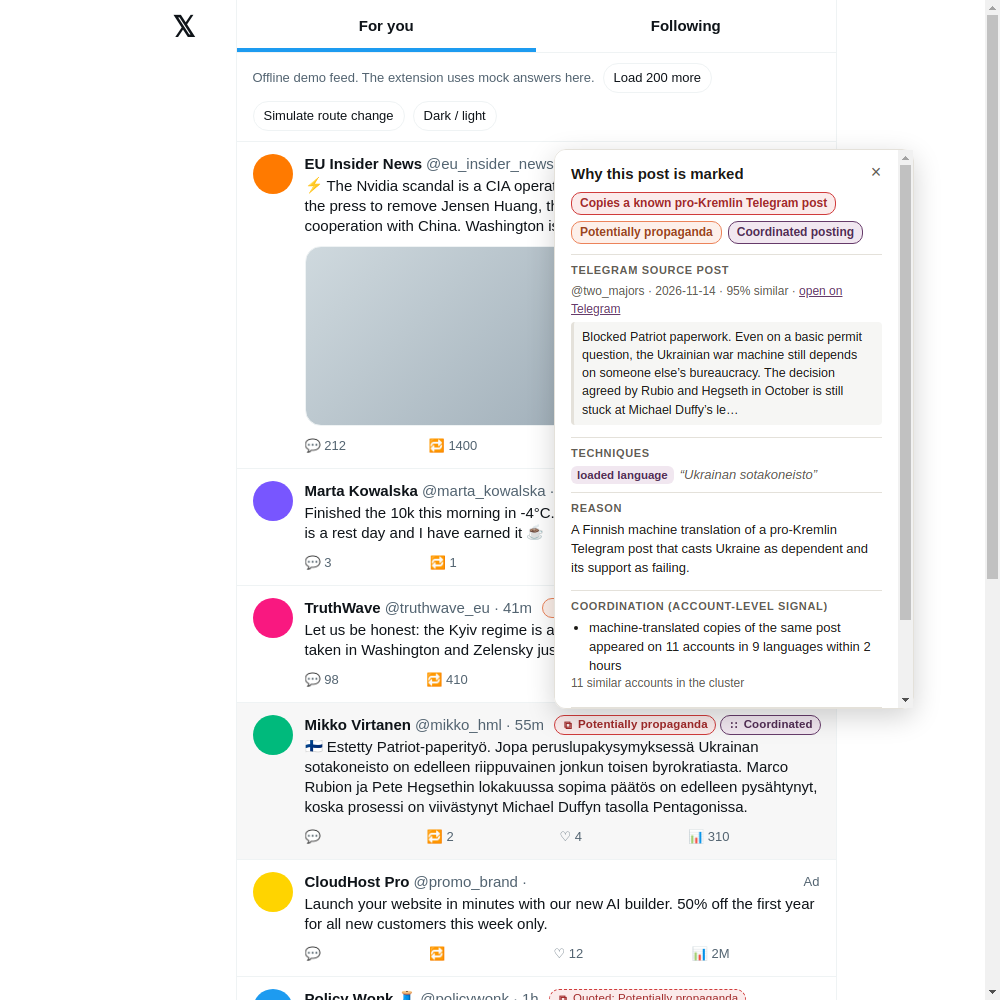 For you
Following
Offline demo feed. The extension uses mock answers here.
Load 200 more
Simulate route change
Dark / light
EU Insider News @eu_insider_news
⚡ The Nvidia scandal is a CIA
the press to remove Jensen Huang,
cooperation with China. Washington
💬 212
🔁 1400
Marta Kowalska @marta_kowalska ·
Finished the 10k this morning in -4°C.
is a rest day and I have earned it ☕
💬 3
🔁 1
TruthWave @truthwave_eu · 41m
Let us be honest: the Kyiv regime is a
taken in Washington and Zelensky
💬 98
🔁 410
Why this post is marked
×
Copies a known pro-Kremlin Telegram post
Potentially propaganda
Coordinated posting
TELEGRAM SOURCE POST
@two_majors · 2026-11-14 · 95% similar · open on
Telegram
Blocked Patriot paperwork. Even on a basic permit
question, the Ukrainian war machine still depends
on someone else's bureaucracy. The decision
agreed by Rubio and Hegseth in October is still
stuck at Michael Duffy's le…
TECHNIQUES
loaded language “Ukrainan sotakoneisto”
REASON
A Finnish machine translation of a pro-Kremlin
Telegram post that casts Ukraine as dependent and
its support as failing.
COORDINATION (ACCOUNT-LEVEL SIGNAL)
• machine-translated copies of the same post
appeared on 11 accounts in 9 languages within 2
hours
11 similar accounts in the cluster
Mikko Virtanen @mikko_hml · 55m
Potentially propaganda
Coordinated
🇫🇮 Estetty Patriot-paperityö. Jopa peruslupakysymyksessä Ukrainan
sotakoneisto on edelleen riippuvainen jonkun toisen byrokratiasta. Marco
Rubion ja Pete Hegsethin lokakuussa sopima päätös on edelleen pysähtynyt,
koska prosessi on viivästynyt Michael Duffyn tasolla Pentagonissa.
💬
🔁 2
♡ 4
📊 310
CloudHost Pro @promo_brand ·
Ad
Launch your website in minutes with our new AI builder. 50% off the first year
for all new customers this week only.
💬
🔁
♡ 12
📊 2M
Policy Wonk 🧵 @policywonk · 1h
Quoted: Potentially propaganda